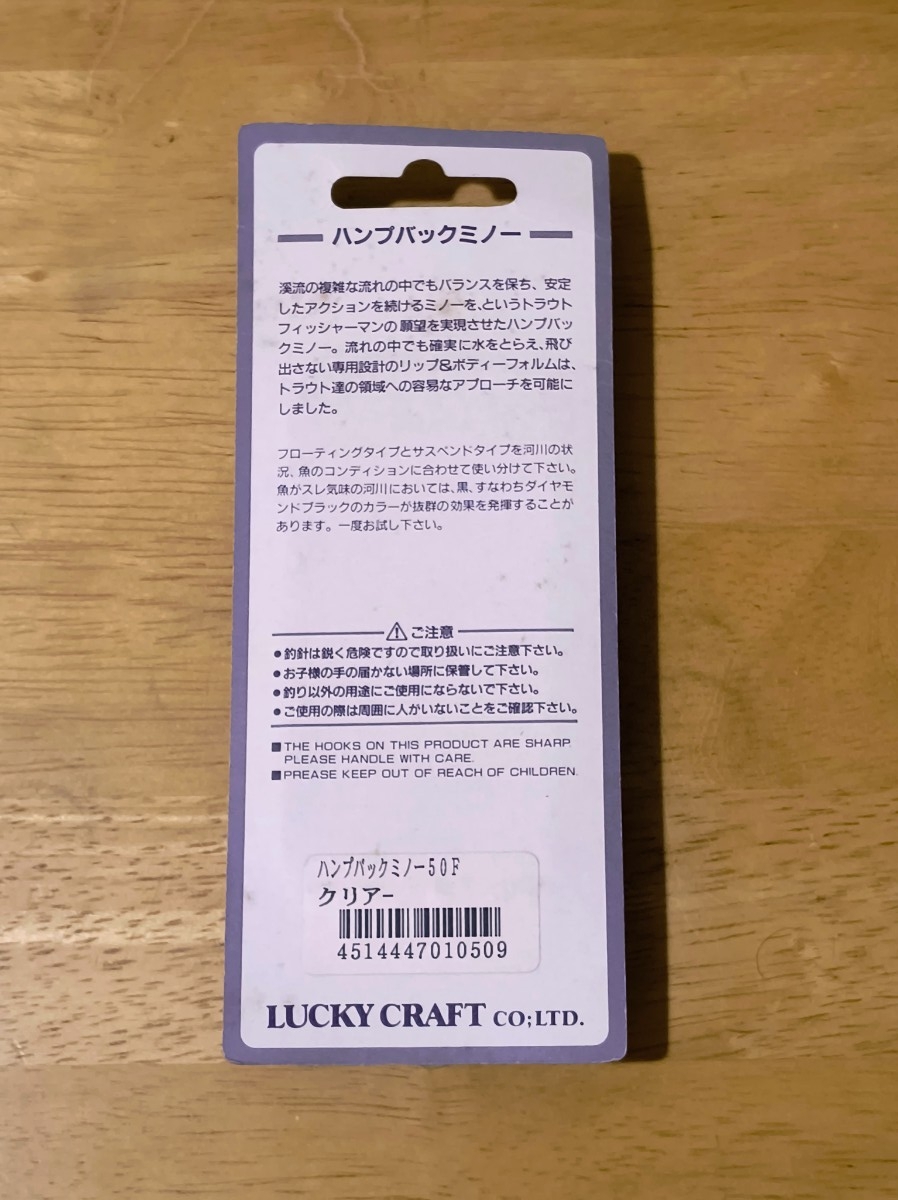 ハンプバックミノー
溪流の複雑な流れの中でもバランスを保ち、安定
したアクションを続けるミノーを、というトラウト
フィッシャーマンの願望を実現させたハンプバッ
クミノー。流れの中でも確実に水をとらえ、飛び
出さない専用設計のリップ&ボディーフォルムは、
トラウト達の領域への容易なアプローチを可能に
しました。
フローティングタイプとサスペンドタイプを河川の状
況、魚のコンディションに合わせて使い分けて下さい。
魚がスレ気味の河川においては、黒、すなわちダイヤモ
ンドブラックのカラーが抜群の効果を発揮することが
あります。一度お試し下さい。
⚠ご注意
●釣針は鋭く危険ですので取り扱いにご注意下さい。
●お子様の手の届かない場所に保管して下さい。
●釣り以外の用途にご使用にならないで下さい。
●ご使用の際は周囲に人がいないことをご確認下さい。
■THE HOOKS ON THIS PRODUCT ARE SHARP.
PLEASE HANDLE WITH CARE.
■PREASE KEEP OUT OF REACH OF CHILDREN.
ハンプバックミノー50F
クリアー
4514447010509
LUCKY CRAFT CO;LTD.